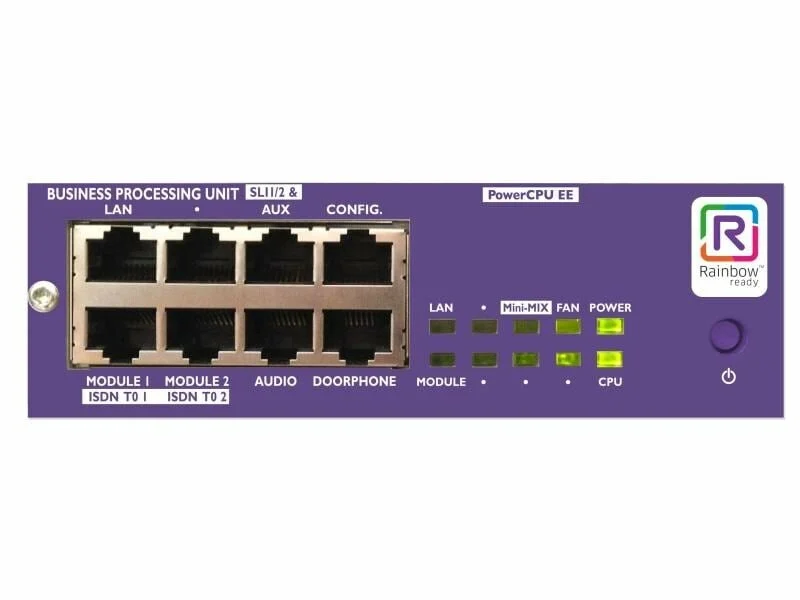 BUSINESS PROCESSING UNIT SLI1/2 &
PowerCPU EE
LAN • AUX CONFIG.
R
Rainbow™
ready
LAN • Mini-MIX FAN POWER
MODULE • • • CPU
MODULE 1 MODULE 2 AUDIO DOORPHONE
ISDN T0 1 ISDN T0 2